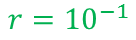 r = 10⁻¹